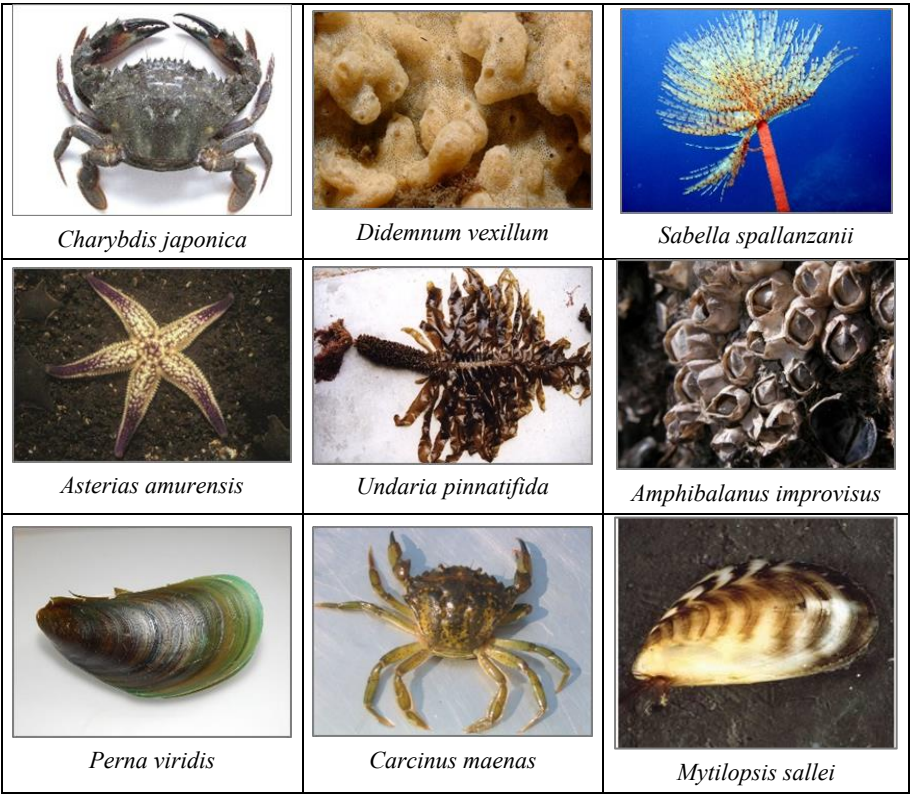 Charybdis japonica
Didemnum vexillum
Sabella spallanzanii
Asterias amurensis
Undaria pinnatifida
Amphibalanus improvisus
Perna viridis
Carcinus maenas
Mytilopsis sallei